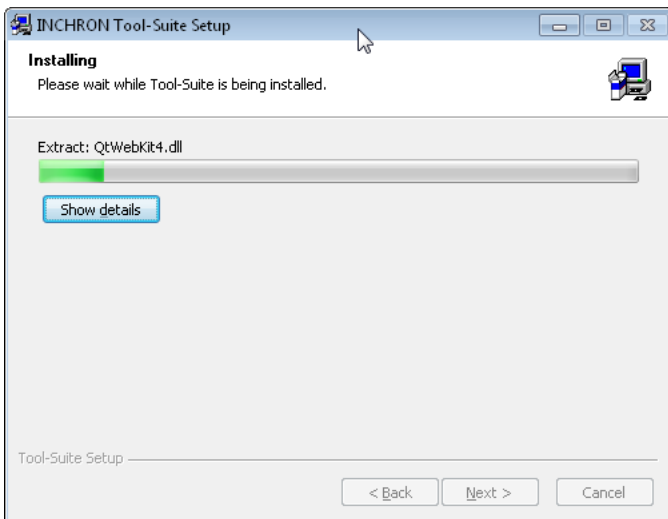 INCHRON Tool-Suite Setup
Installing
Please wait while Tool-Suite is being installed.
Extract: QtWebKit4.dll
Show details
Tool-Suite Setup
< Back Next > Cancel